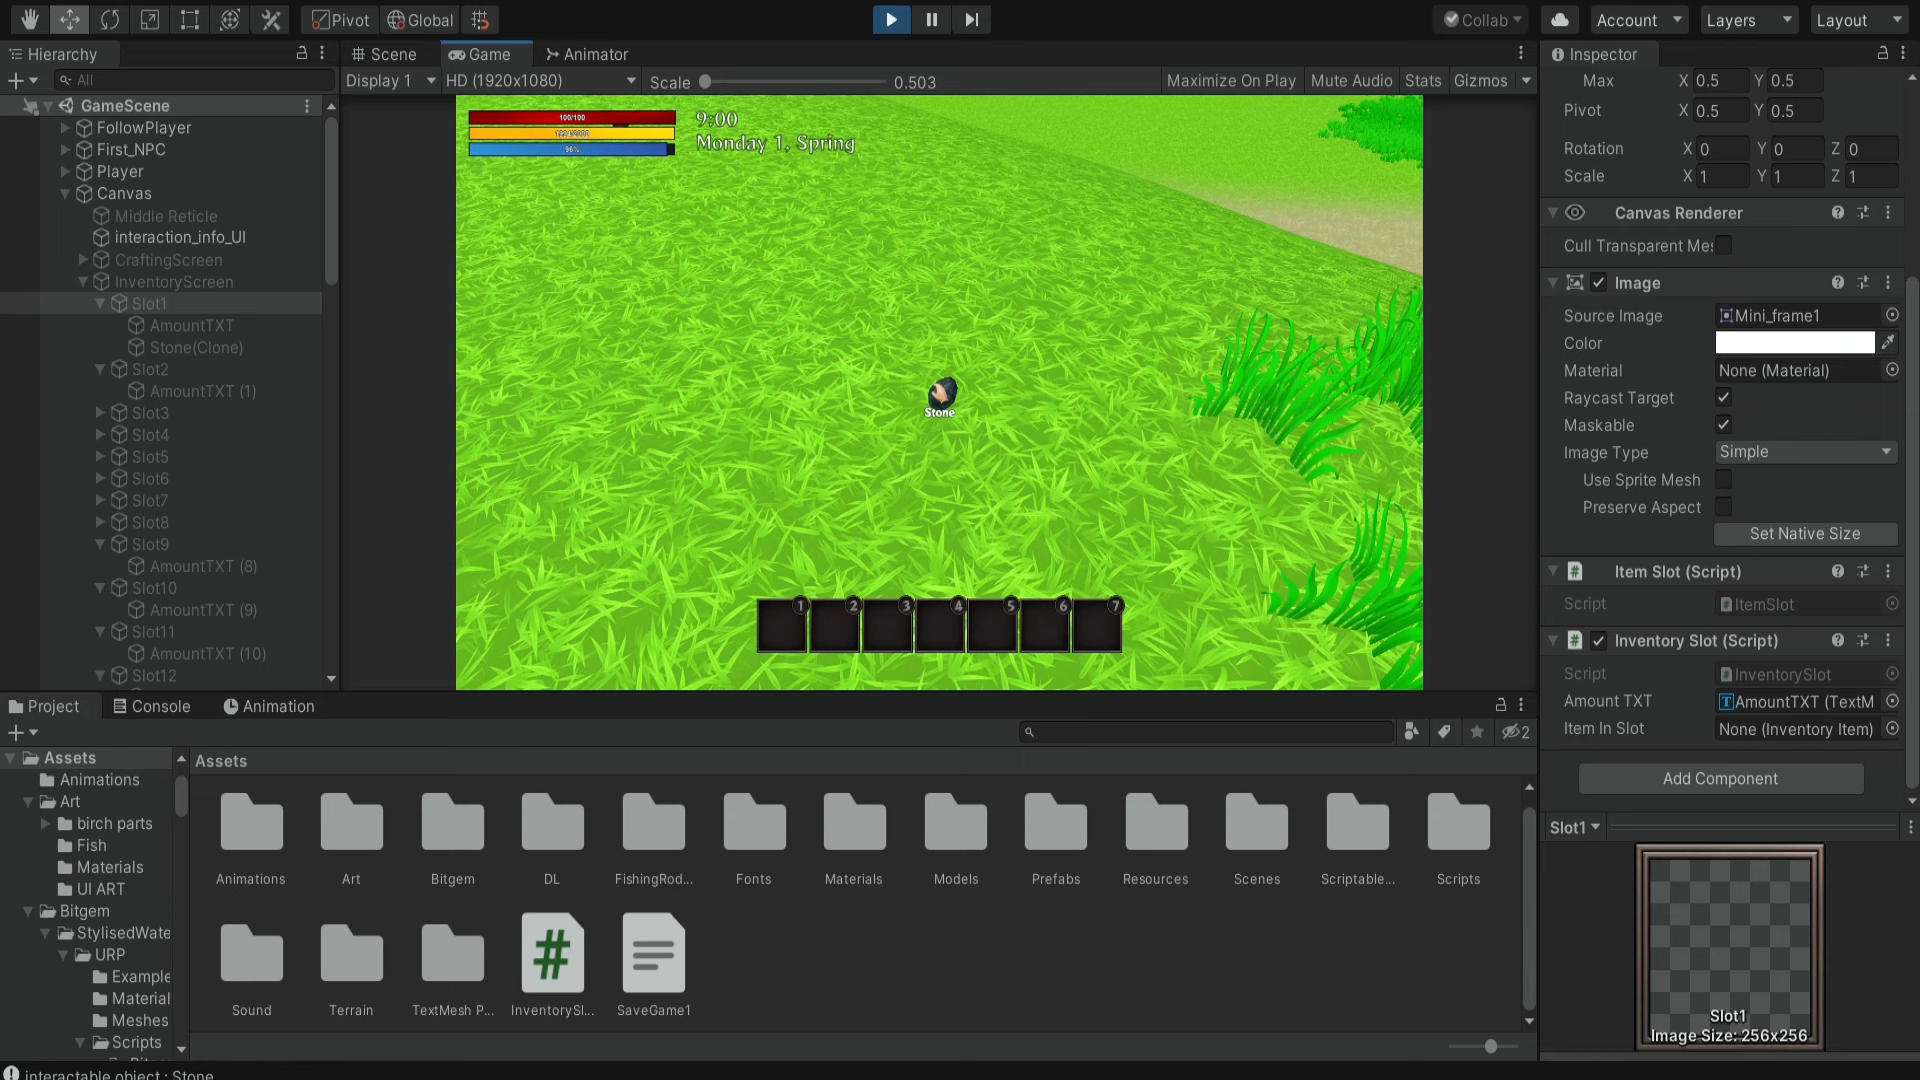 Pivot
Global
Collab
Account
Layers
Layout
Hierarchy
All
GameScene
FollowPlayer
First_NPC
Player
Canvas
Middle Reticle
interaction_info_UI
CraftingScreen
InventoryScreen
Slot1
AmountTXT
Stone(Clone)
Slot2
AmountTXT (1)
Slot3
Slot4
Slot5
Slot6
Slot7
Slot8
Slot9
AmountTXT (8)
Slot10
AmountTXT (9)
Slot11
AmountTXT (10)
Slot12
Scene
Game
Animator
Display 1
HD (1920x1080)
Scale
0.503
Maximize On Play
Mute Audio
Stats
Gizmos
100/100
96%
9:00
Monday 1, Spring
Stone
1 2 3 4 5 6 7
Inspector
Max X 0.5 Y 0.5
Pivot X 0.5 Y 0.5
Rotation X 0 Y 0 Z 0
Scale X 1 Y 1 Z 1
Canvas Renderer
Cull Transparent Mes
Image
Source Image Mini_frame1
Color
Material None (Material)
Raycast Target
Maskable
Image Type Simple
Use Sprite Mesh
Preserve Aspect
Set Native Size
Item Slot (Script)
Script ItemSlot
Inventory Slot (Script)
Script InventorySlot
Amount TXT AmountTXT (TextM
Item In Slot None (Inventory Item)
Add Component
Slot1
Slot1
Image Size: 256x256
Project
Console
Animation
2
Assets
Animations
Art
birch parts
Fish
Materials
UI ART
Bitgem
StylisedWate
URP
Example
Material
Meshes
Scripts
Assets
Animations Art Bitgem DL FishingRod... Fonts Materials Models Prefabs Resources Scenes Scriptable... Scripts
Sound Terrain TextMesh P... InventorySl... SaveGame1
interactable object : Stone